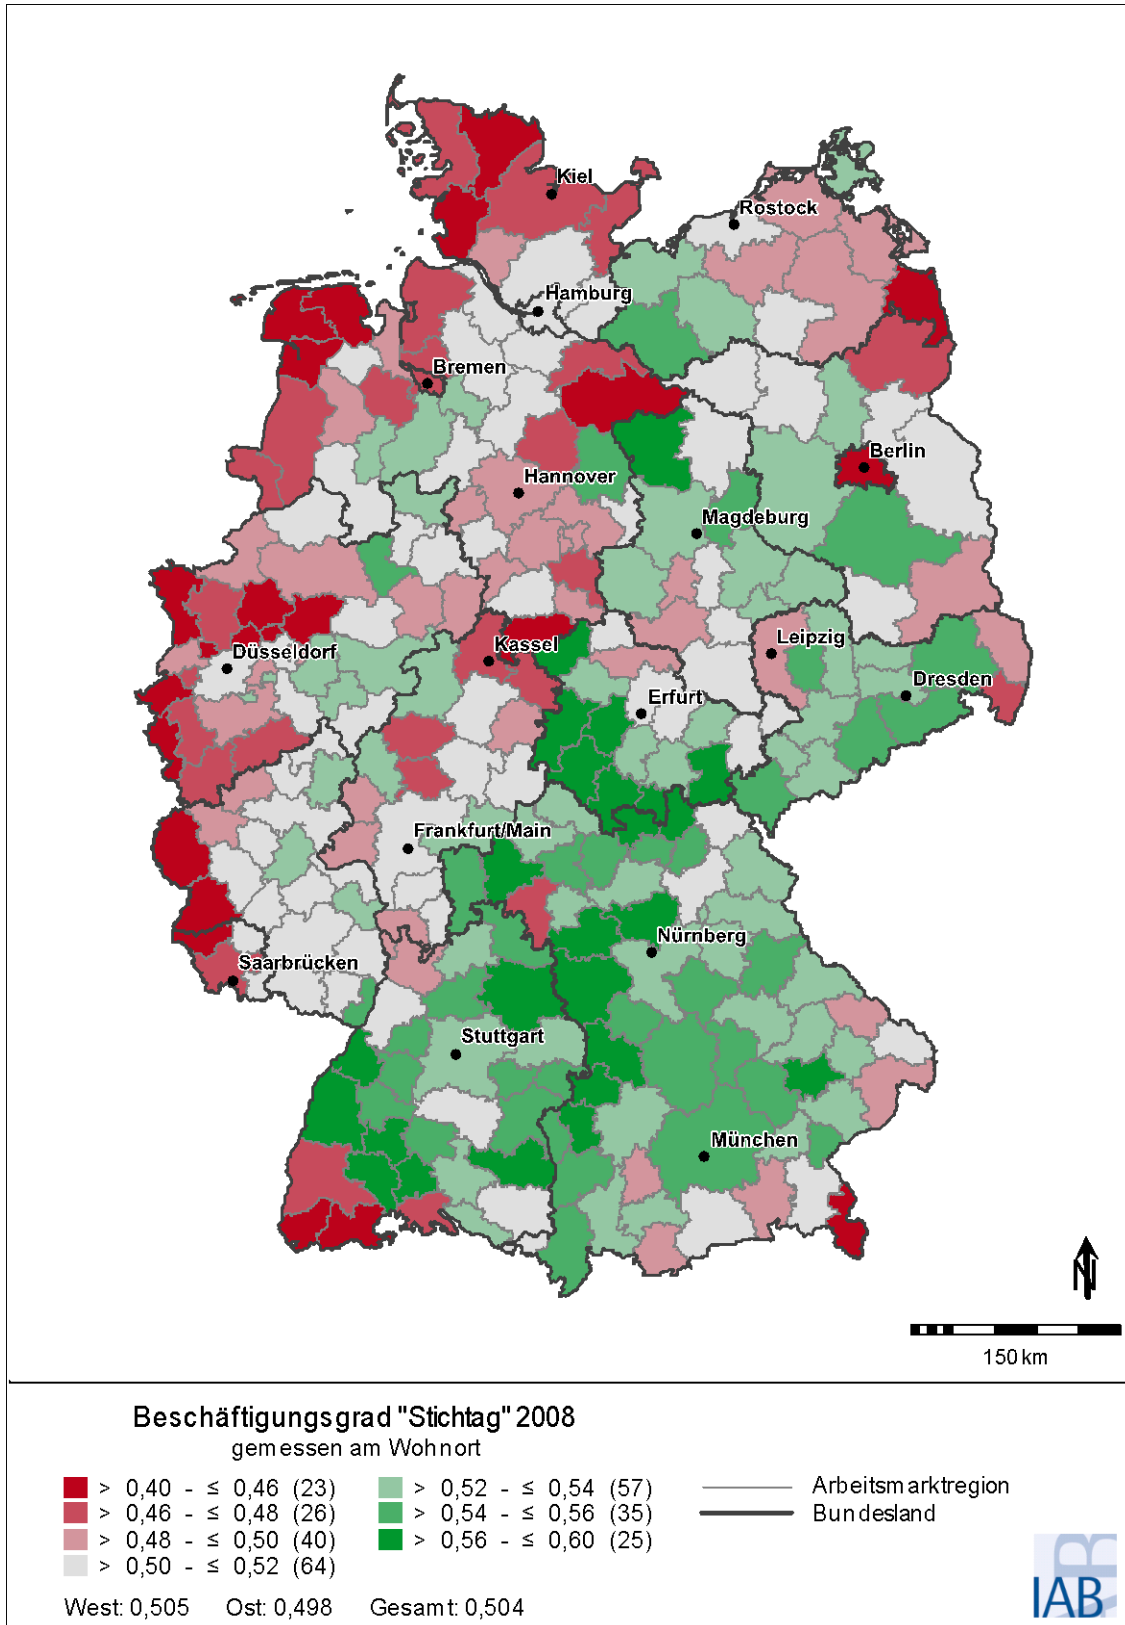 Kiel
Rostock
Hamburg
Bremen
Berlin
Hannover
Magdeburg
Düsseldorf
Kassel
Leipzig
Dresden
Erfurt
Frankfurt/Main
Nürnberg
Saarbrücken
Stuttgart
München
N
150 km
Beschäftigungsgrad "Stichtag" 2008
gemessen am Wohnort
> 0,40 - ≤ 0,46 (23)
> 0,46 - ≤ 0,48 (26)
> 0,48 - ≤ 0,50 (40)
> 0,50 - ≤ 0,52 (64)
> 0,52 - ≤ 0,54 (57)
> 0,54 - ≤ 0,56 (35)
> 0,56 - ≤ 0,60 (25)
Arbeitsmarktregion
Bundesland
West: 0,505 Ost: 0,498 Gesamt: 0,504
IAB